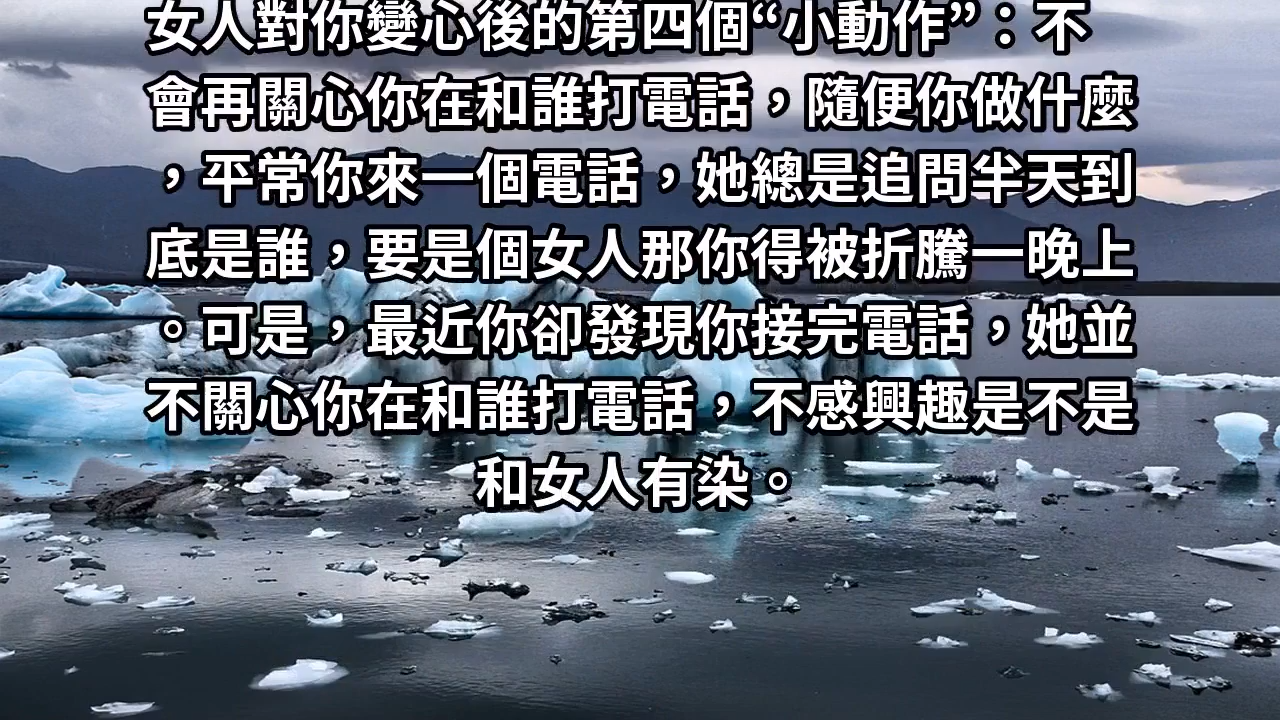 女人對你變心後的第四個“小動作”：不
會再關心你在和誰打電話，隨便你做什麼
，平常你來一個電話，她總是追問半天到
底是誰，要是個女人那你得被折騰一晚上
。可是，最近你卻發現你接完電話，她並
不關心你在和誰打電話，不感興趣是不是
和女人有染。